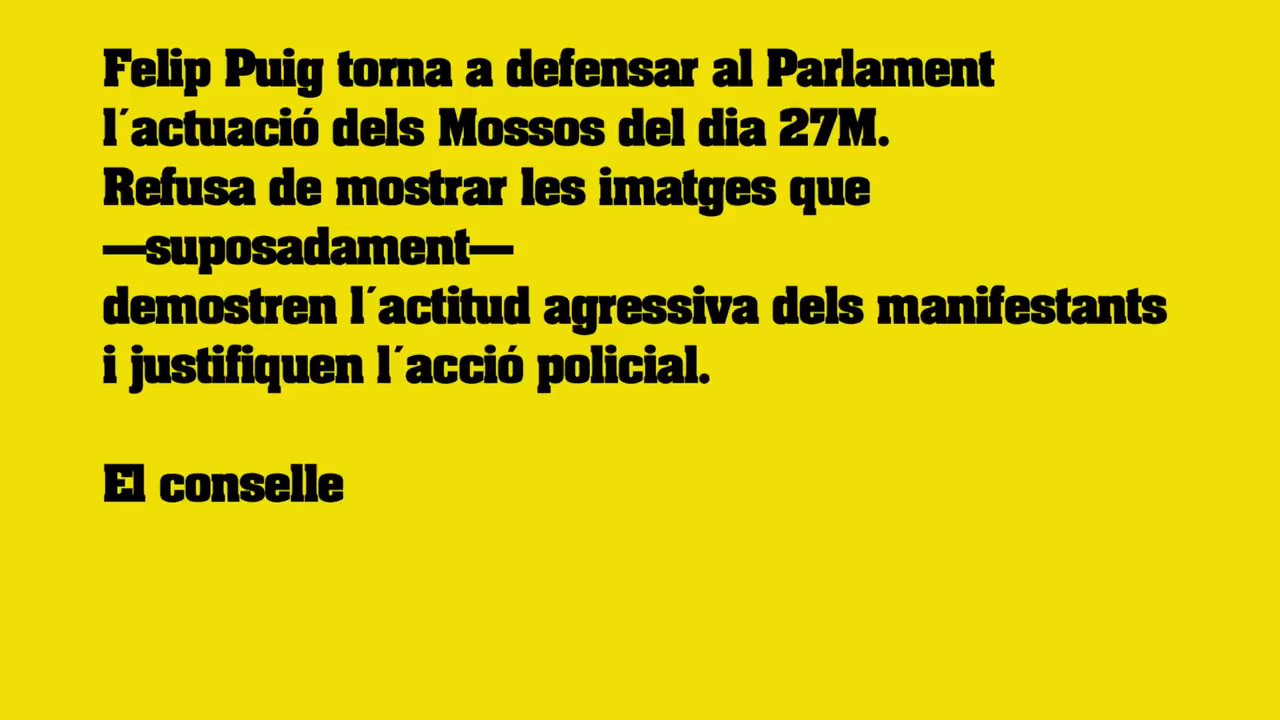 Felip Puig torna a defensar al Parlament
l´actuació dels Mossos del dia 27M.
Refusa de mostrar les imatges que
—suposadament—
demostren l´actitud agressiva dels manifestants
i justifiquen l´acció policial.
El conselle